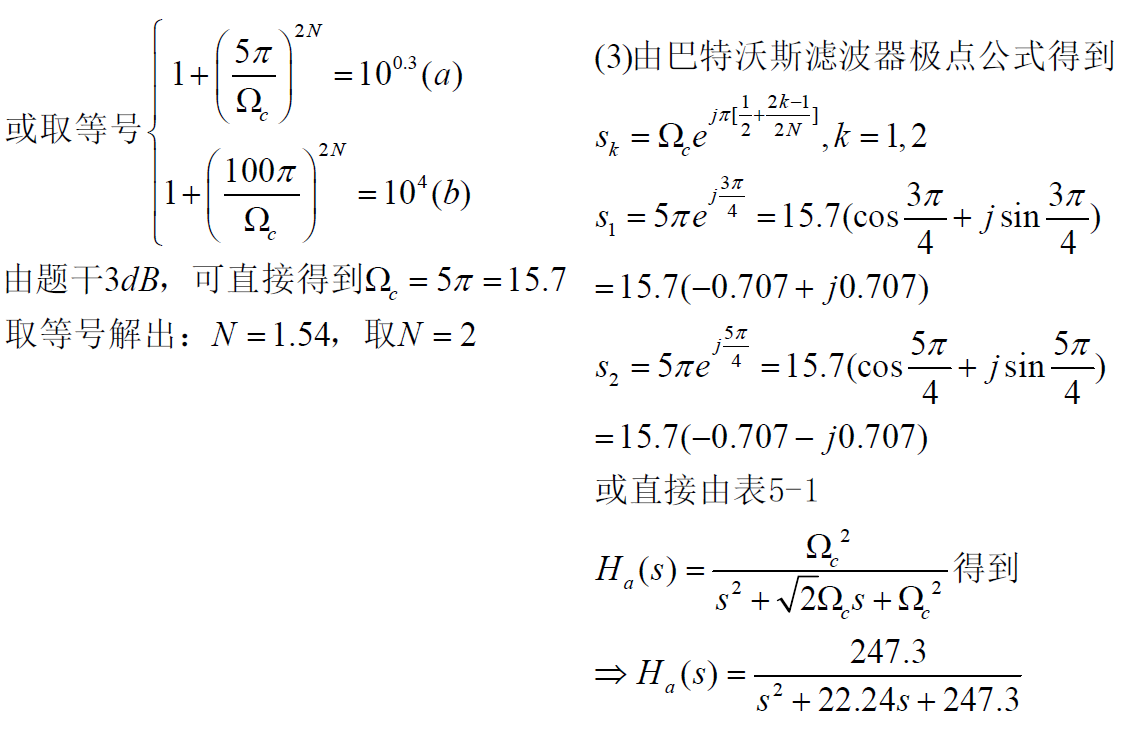 或取等号 { 1+(5π/Ω_c)^{2N} = 10^{0.3}(a)
1+(100π/Ω_c)^{2N} = 10^4(b)
由题干3dB，可直接得到Ω_c = 5π = 15.7
取等号解出：N = 1.54，取N = 2
(3)由巴特沃斯滤波器极点公式得到
s_k = Ω_c e^{jπ[1/2+(2k-1)/2N]}, k = 1, 2
s_1 = 5πe^{j3π/4} = 15.7(cos 3π/4 + j sin 3π/4)
= 15.7(-0.707 + j0.707)
s_2 = 5πe^{j5π/4} = 15.7(cos 5π/4 + j sin 5π/4)
= 15.7(-0.707 - j0.707)
或直接由表5-1
H_a(s) = Ω_c^2/(s^2 + √2Ω_c s + Ω_c^2) 得到
⇒ H_a(s) = 247.3/(s^2 + 22.24s + 247.3)